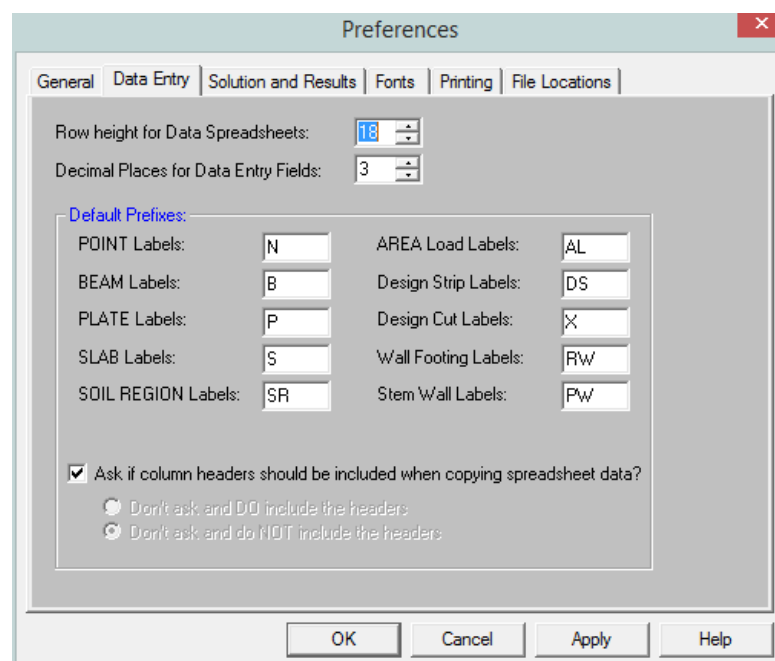 Preferences
General Data Entry Solution and Results Fonts Printing File Locations
Row height for Data Spreadsheets: 18
Decimal Places for Data Entry Fields: 3
Default Prefixes:
POINT Labels: N AREA Load Labels: AL
BEAM Labels: B Design Strip Labels: DS
PLATE Labels: P Design Cut Labels: X
SLAB Labels: S Wall Footing Labels: RW
SOIL REGION Labels: SR Stem Wall Labels: PW
Ask if column headers should be included when copying spreadsheet data?
Don't ask and DO include the headers
Don't ask and do NOT include the headers
OK Cancel Apply Help